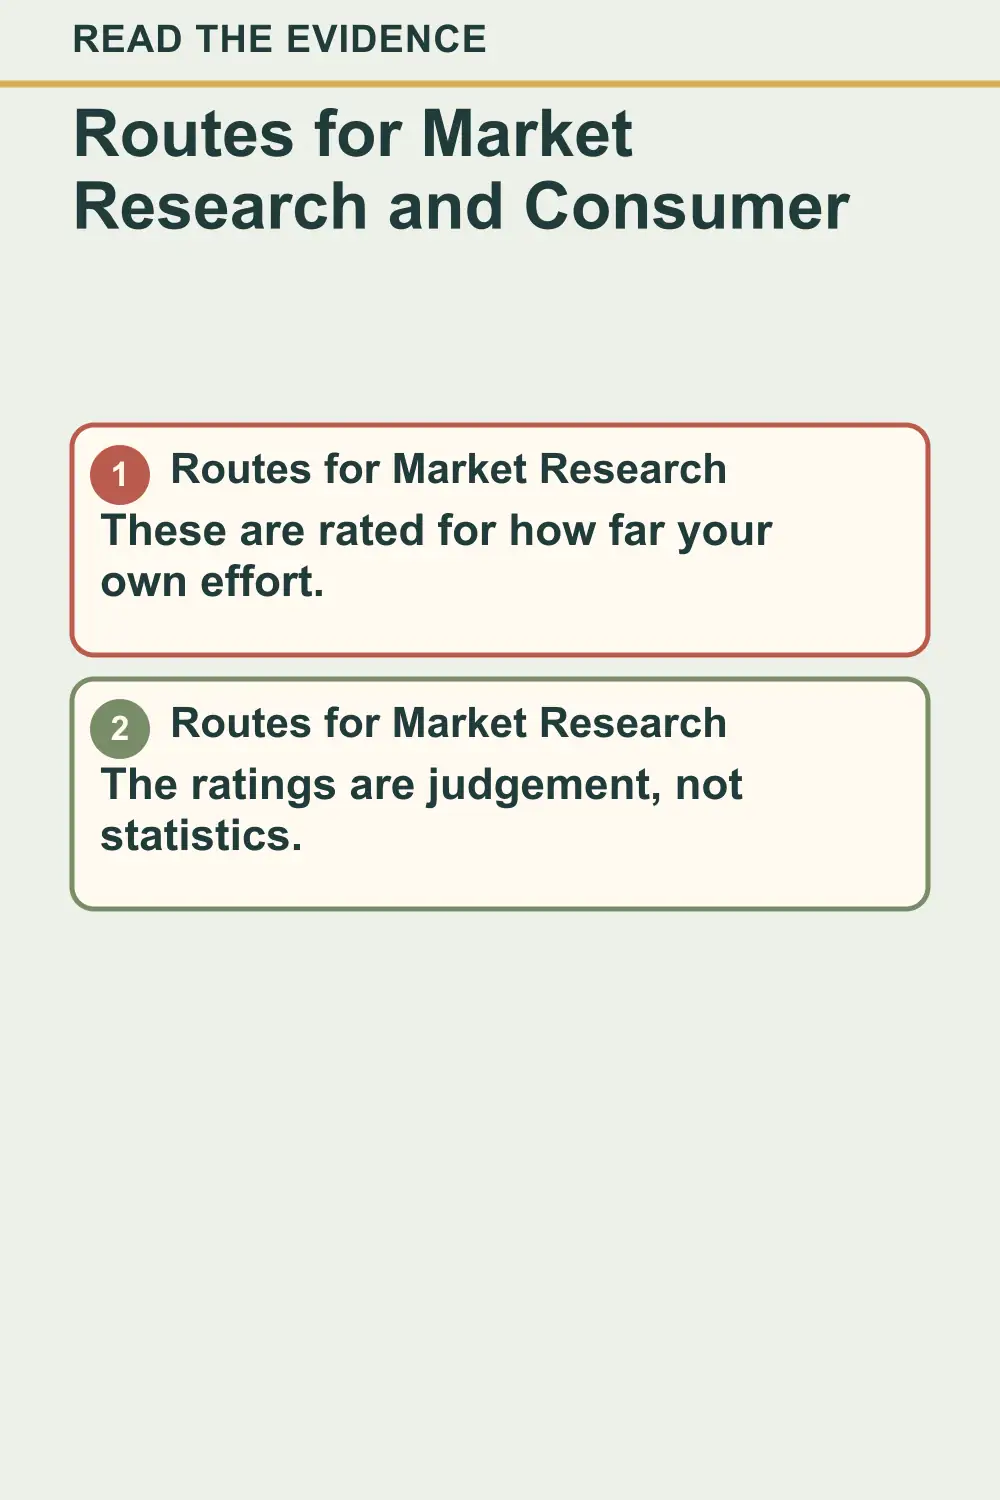 READ THE EVIDENCE
Routes for Market
Research and Consumer
1 Routes for Market Research
These are rated for how far your
own effort.
2 Routes for Market Research
The ratings are judgement, not
statistics.